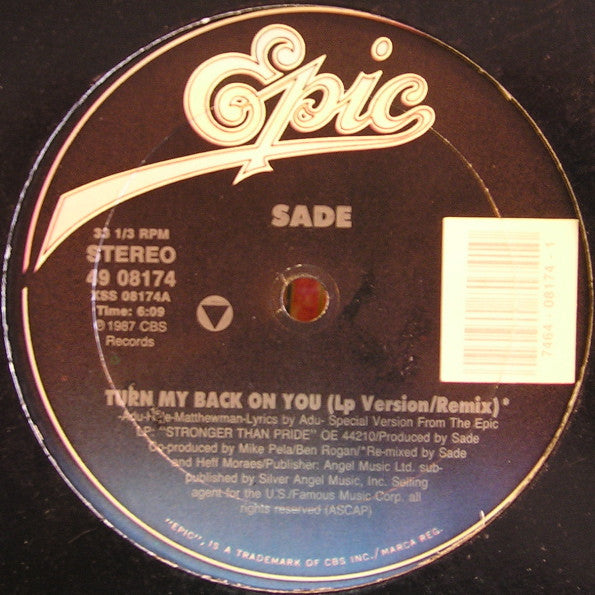 Epic
SADE
33 1/3 RPM
STEREO
49 08174
XSS 08174A
Time: 6:09
℗ 1987 CBS
Records
7464-08174-1
TURN MY BACK ON YOU (Lp Version/Remix)*
-Adu-Hale-Matthewman-Lyrics by Adu- Special Version From The Epic
LP: "STRONGER THAN PRIDE" OE 44210/Produced by Sade
Co-produced by Mike Pela/Ben Rogan/*Re-mixed by Sade
and Heff Moraes/Publisher: Angel Music Ltd. sub-
published by Silver Angel Music, Inc. Selling
agent for the U.S./Famous Music Corp. all
rights reserved (ASCAP)
"EPIC", IS A TRADEMARK OF CBS INC./MARCA REG.